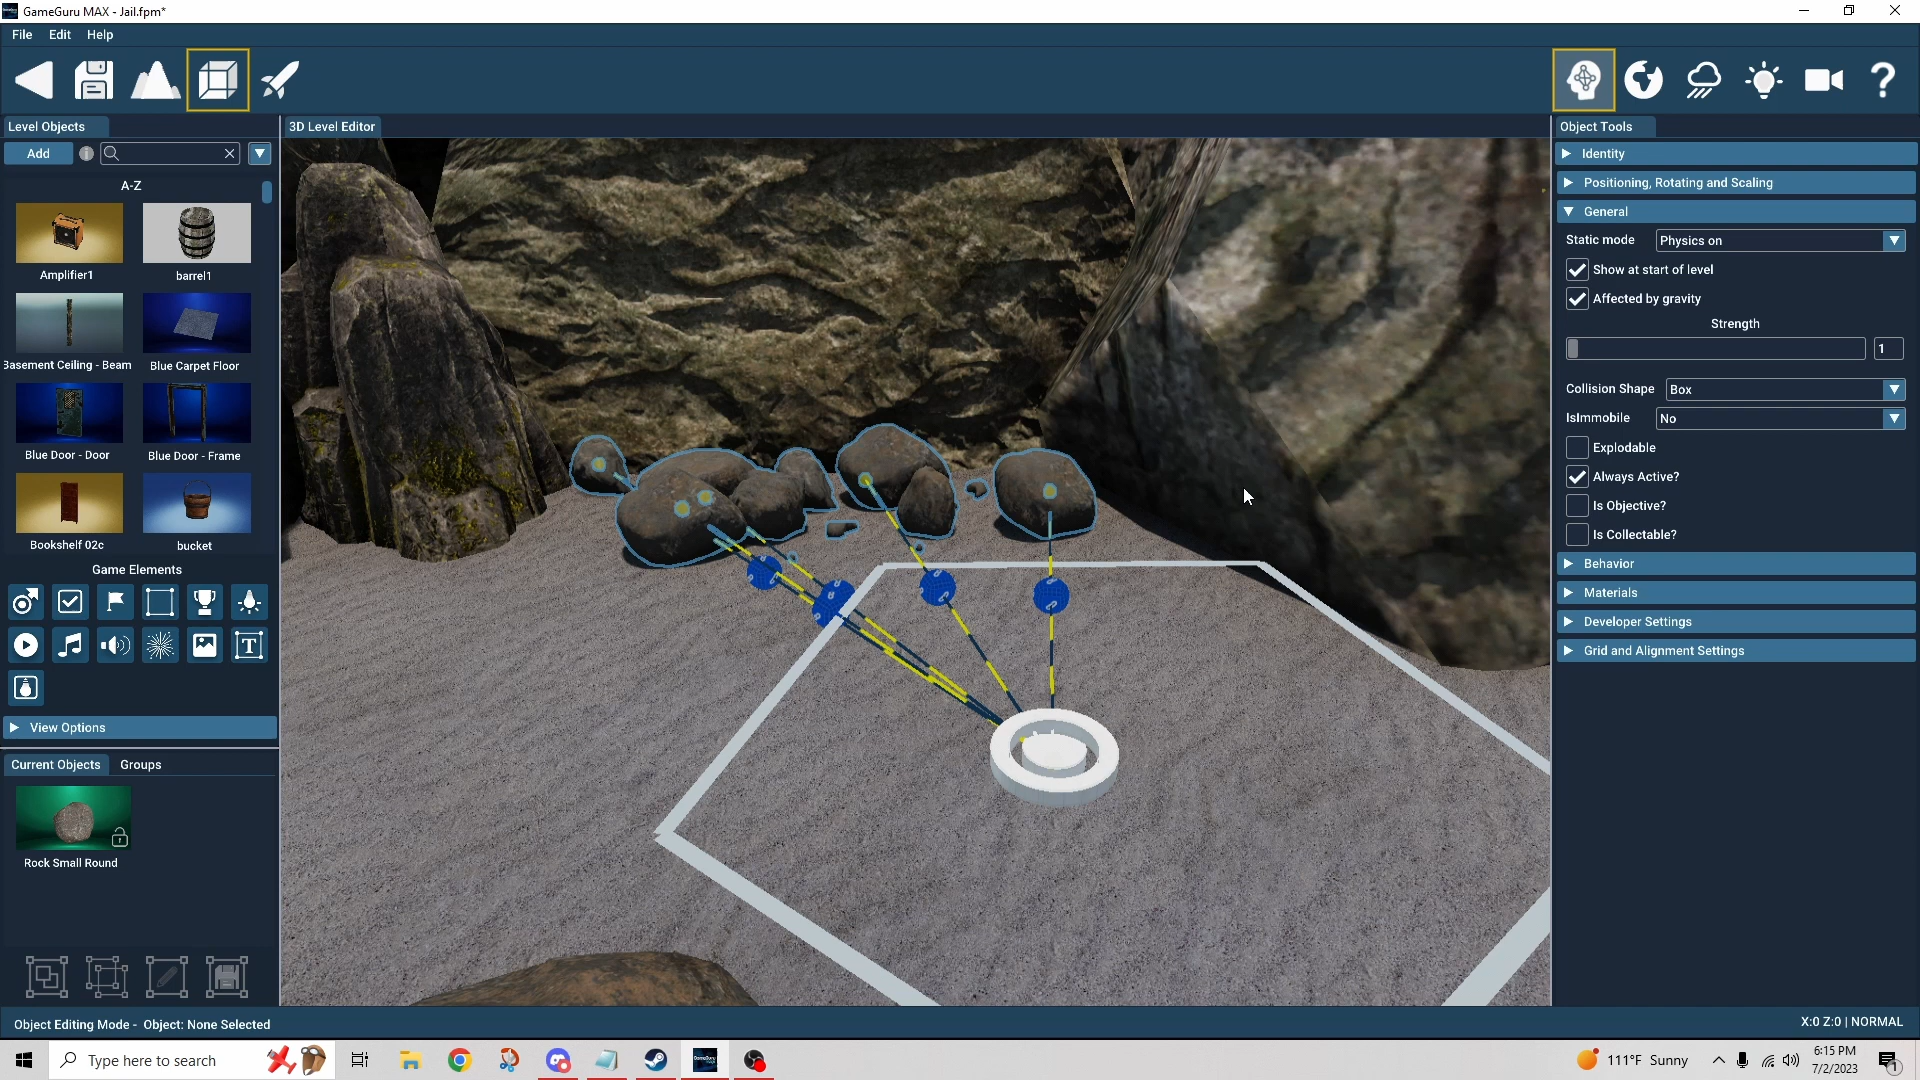 GameGuru MAX - Jail.fpm*
File Edit Help
Level Objects
3D Level Editor
Object Tools
Add
A-Z
Amplifier1
barrel1
Basement Ceiling - Beam
Blue Carpet Floor
Blue Door - Door
Blue Door - Frame
Bookshelf 02c
bucket
Game Elements
View Options
Current Objects
Groups
Rock Small Round
Identity
Positioning, Rotating and Scaling
General
Static mode
Physics on
Show at start of level
Affected by gravity
Strength
1
Collision Shape
Box
IsImmobile
No
Explodable
Always Active?
Is Objective?
Is Collectable?
Behavior
Materials
Developer Settings
Grid and Alignment Settings
Object Editing Mode - Object: None Selected
X:0 Z:0 | NORMAL
Type here to search
111°F Sunny
6:15 PM
7/2/2023
1